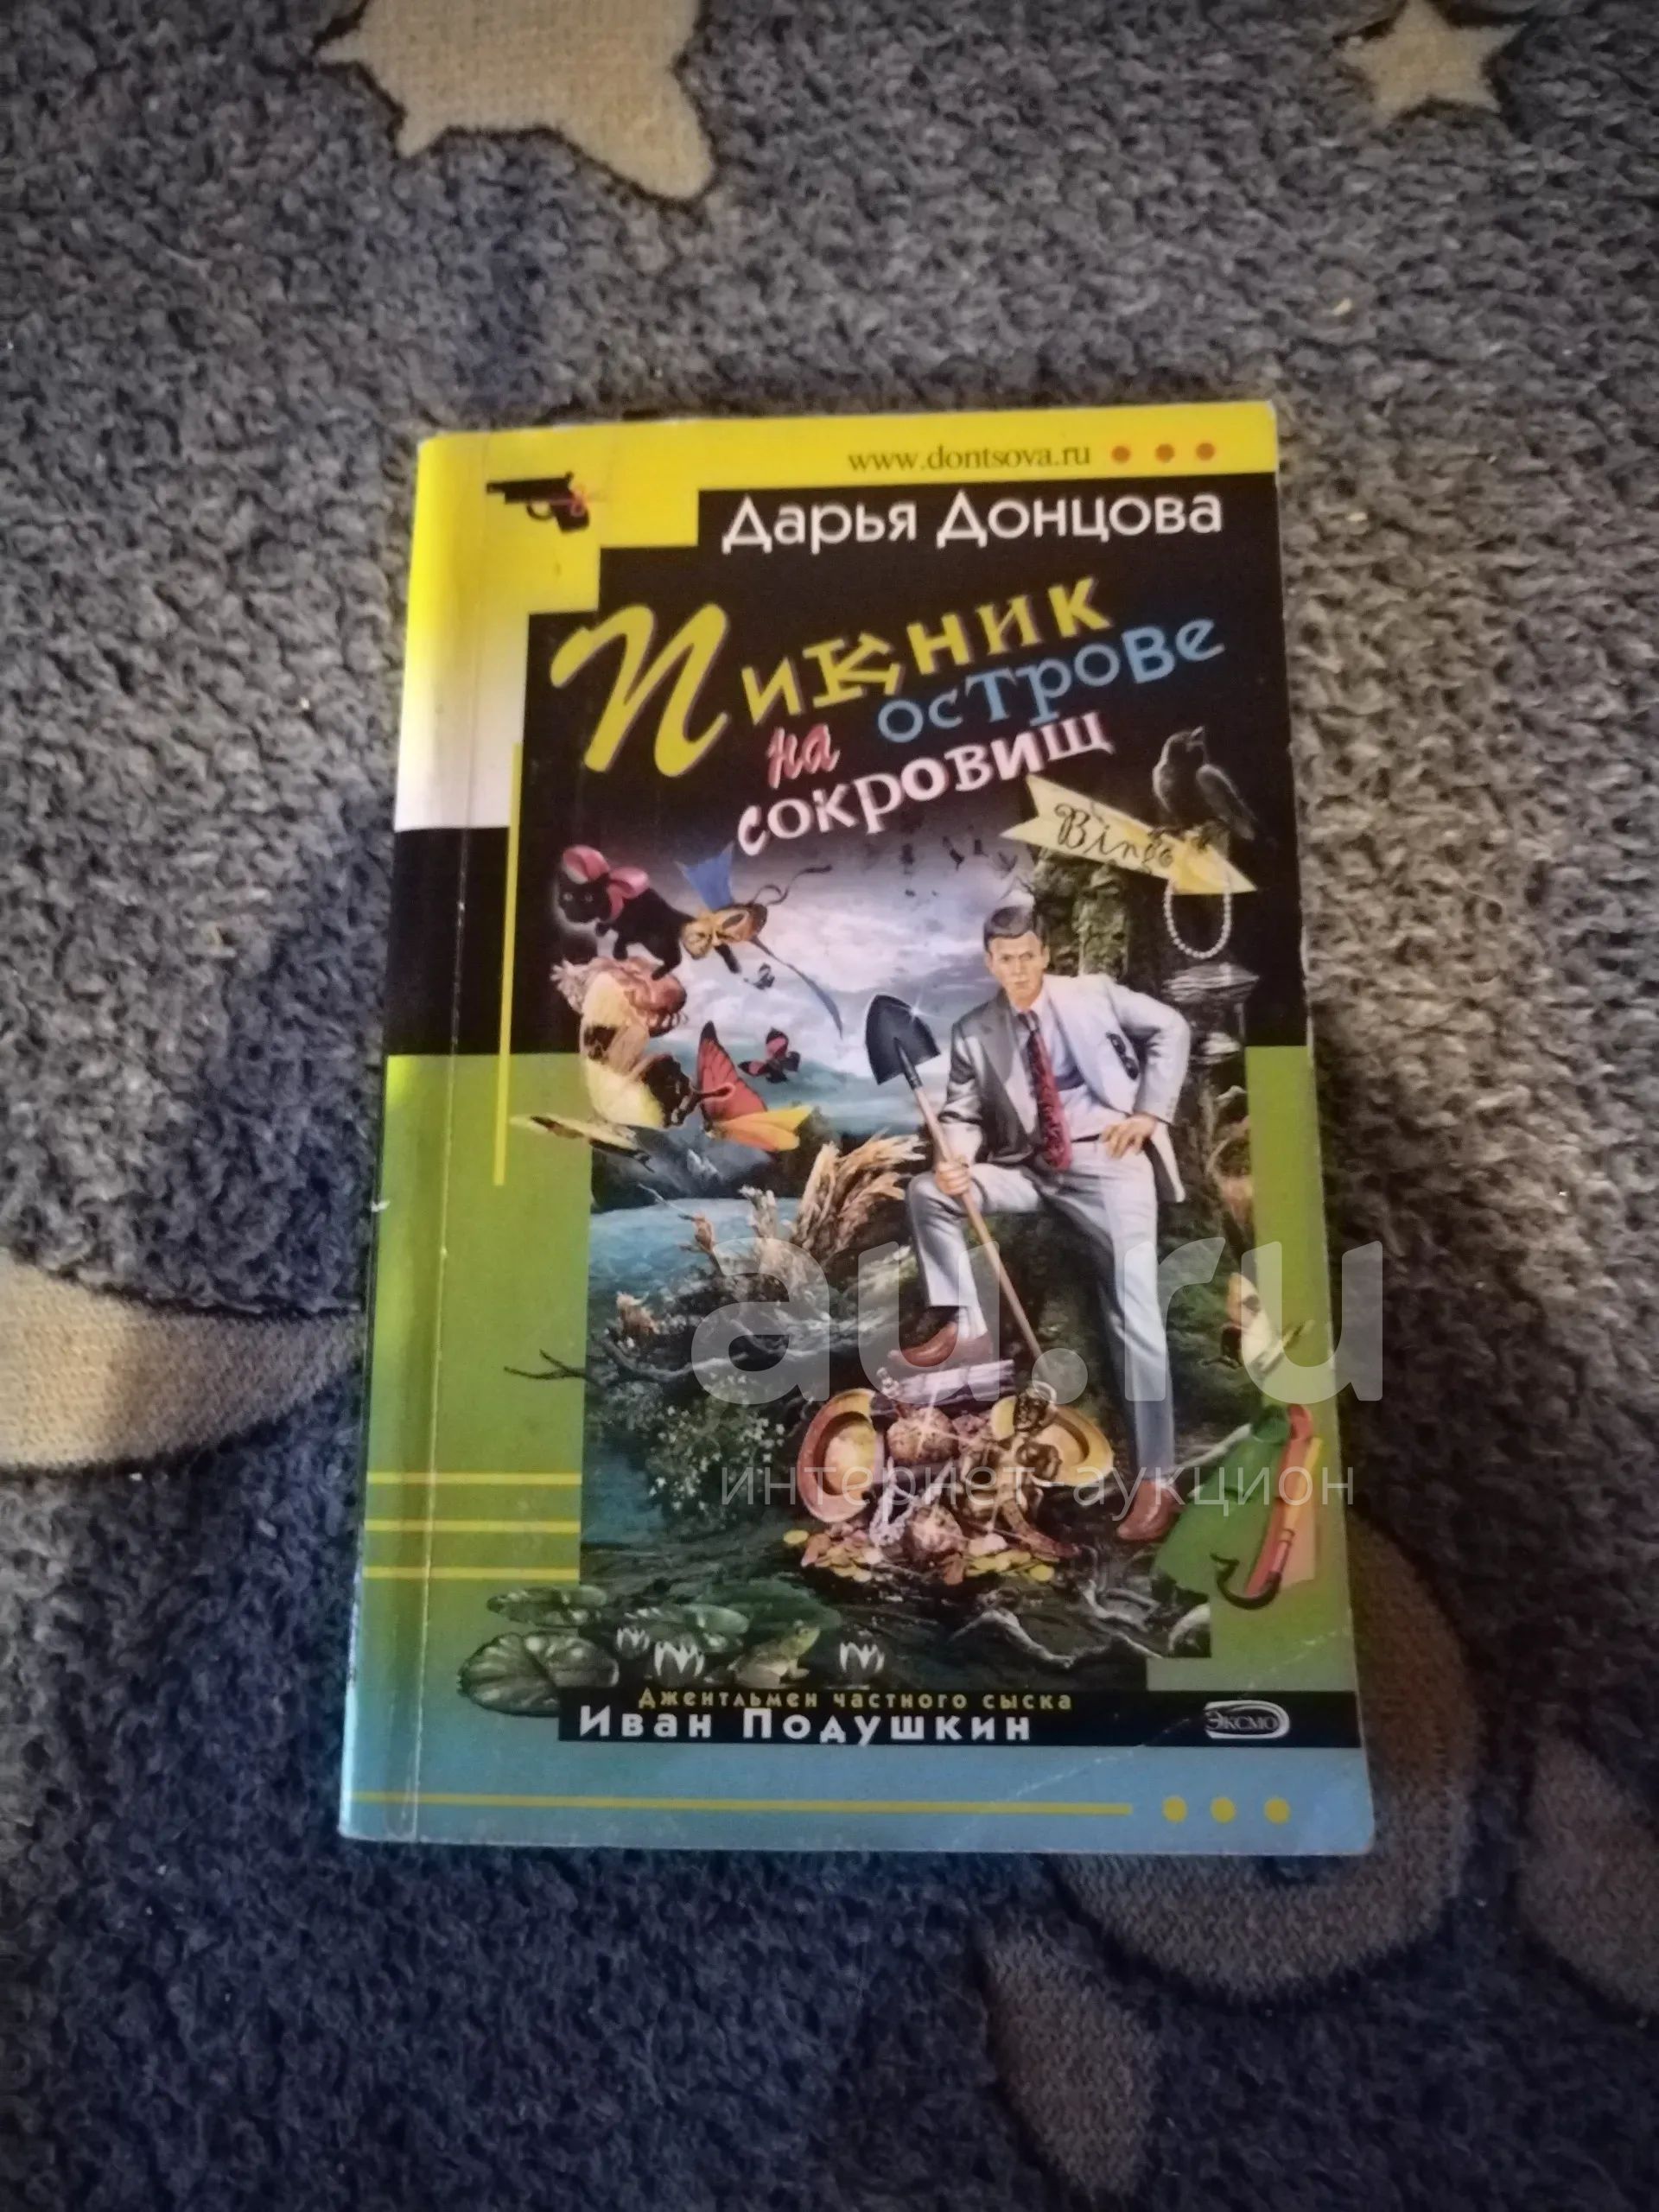 www.dontsova.ru
Дарья Донцова
Пикник
на острове
сокровищ
au.ru
интернет аукцион
Джентльмен частного сыска
Иван Подушкин
ЭКСМО